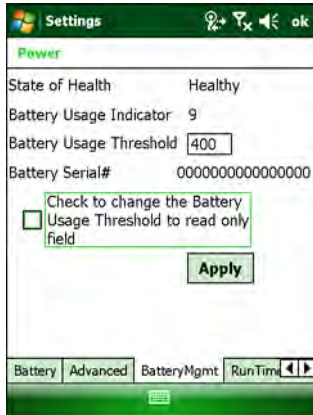 Settings ok
Power
State of Health Healthy
Battery Usage Indicator 9
Battery Usage Threshold 400
Battery Serial# 0000000000000000
Check to change the Battery
Usage Threshold to read only
field
Apply
Battery Advanced BatteryMgmt RunTime